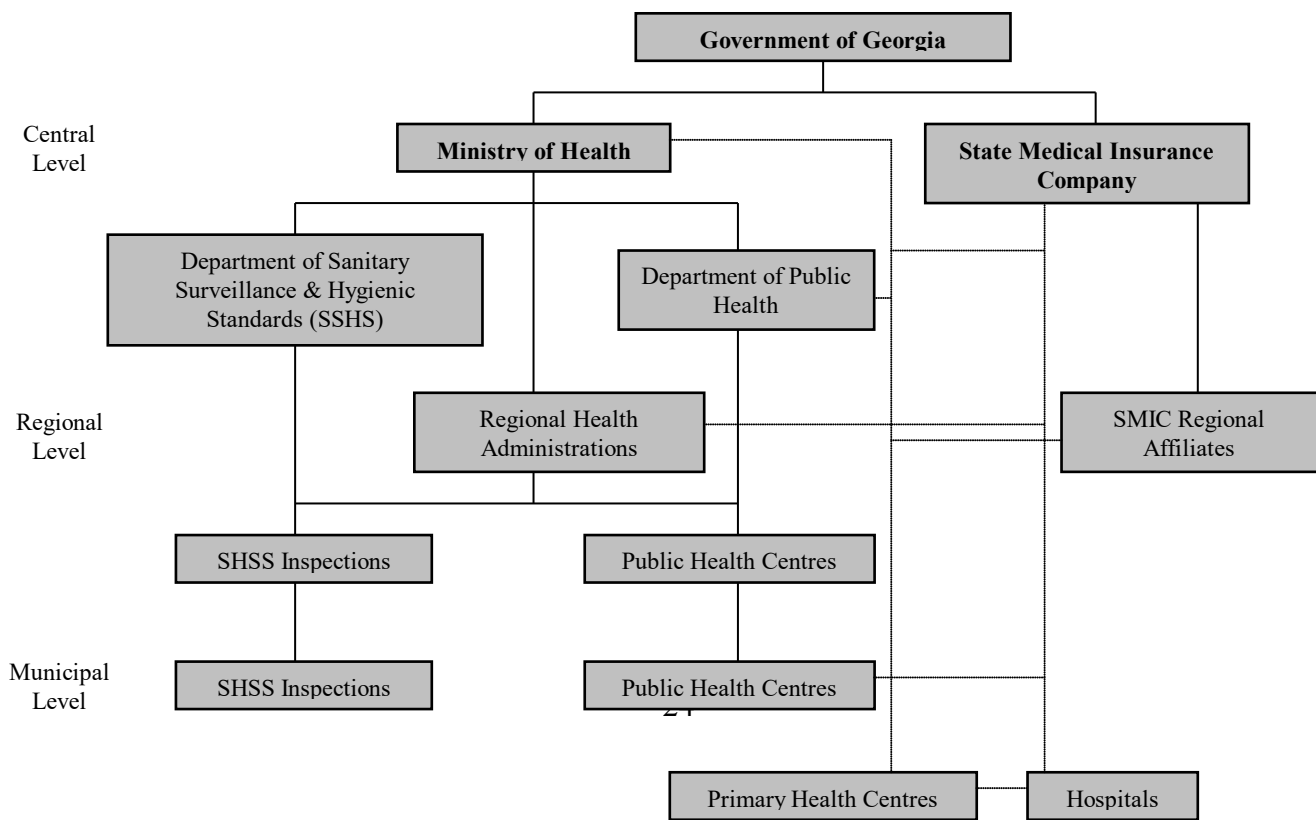 Government of Georgia
Central
Level
Ministry of Health
State Medical Insurance
Company
Department of Sanitary
Surveillance & Hygienic
Standards (SSHS)
Department of Public
Health
Regional
Level
Regional Health
Administrations
SMIC Regional
Affiliates
SHSS Inspections
Public Health Centres
Municipal
Level
SHSS Inspections
Public Health Centres
Primary Health Centres
Hospitals